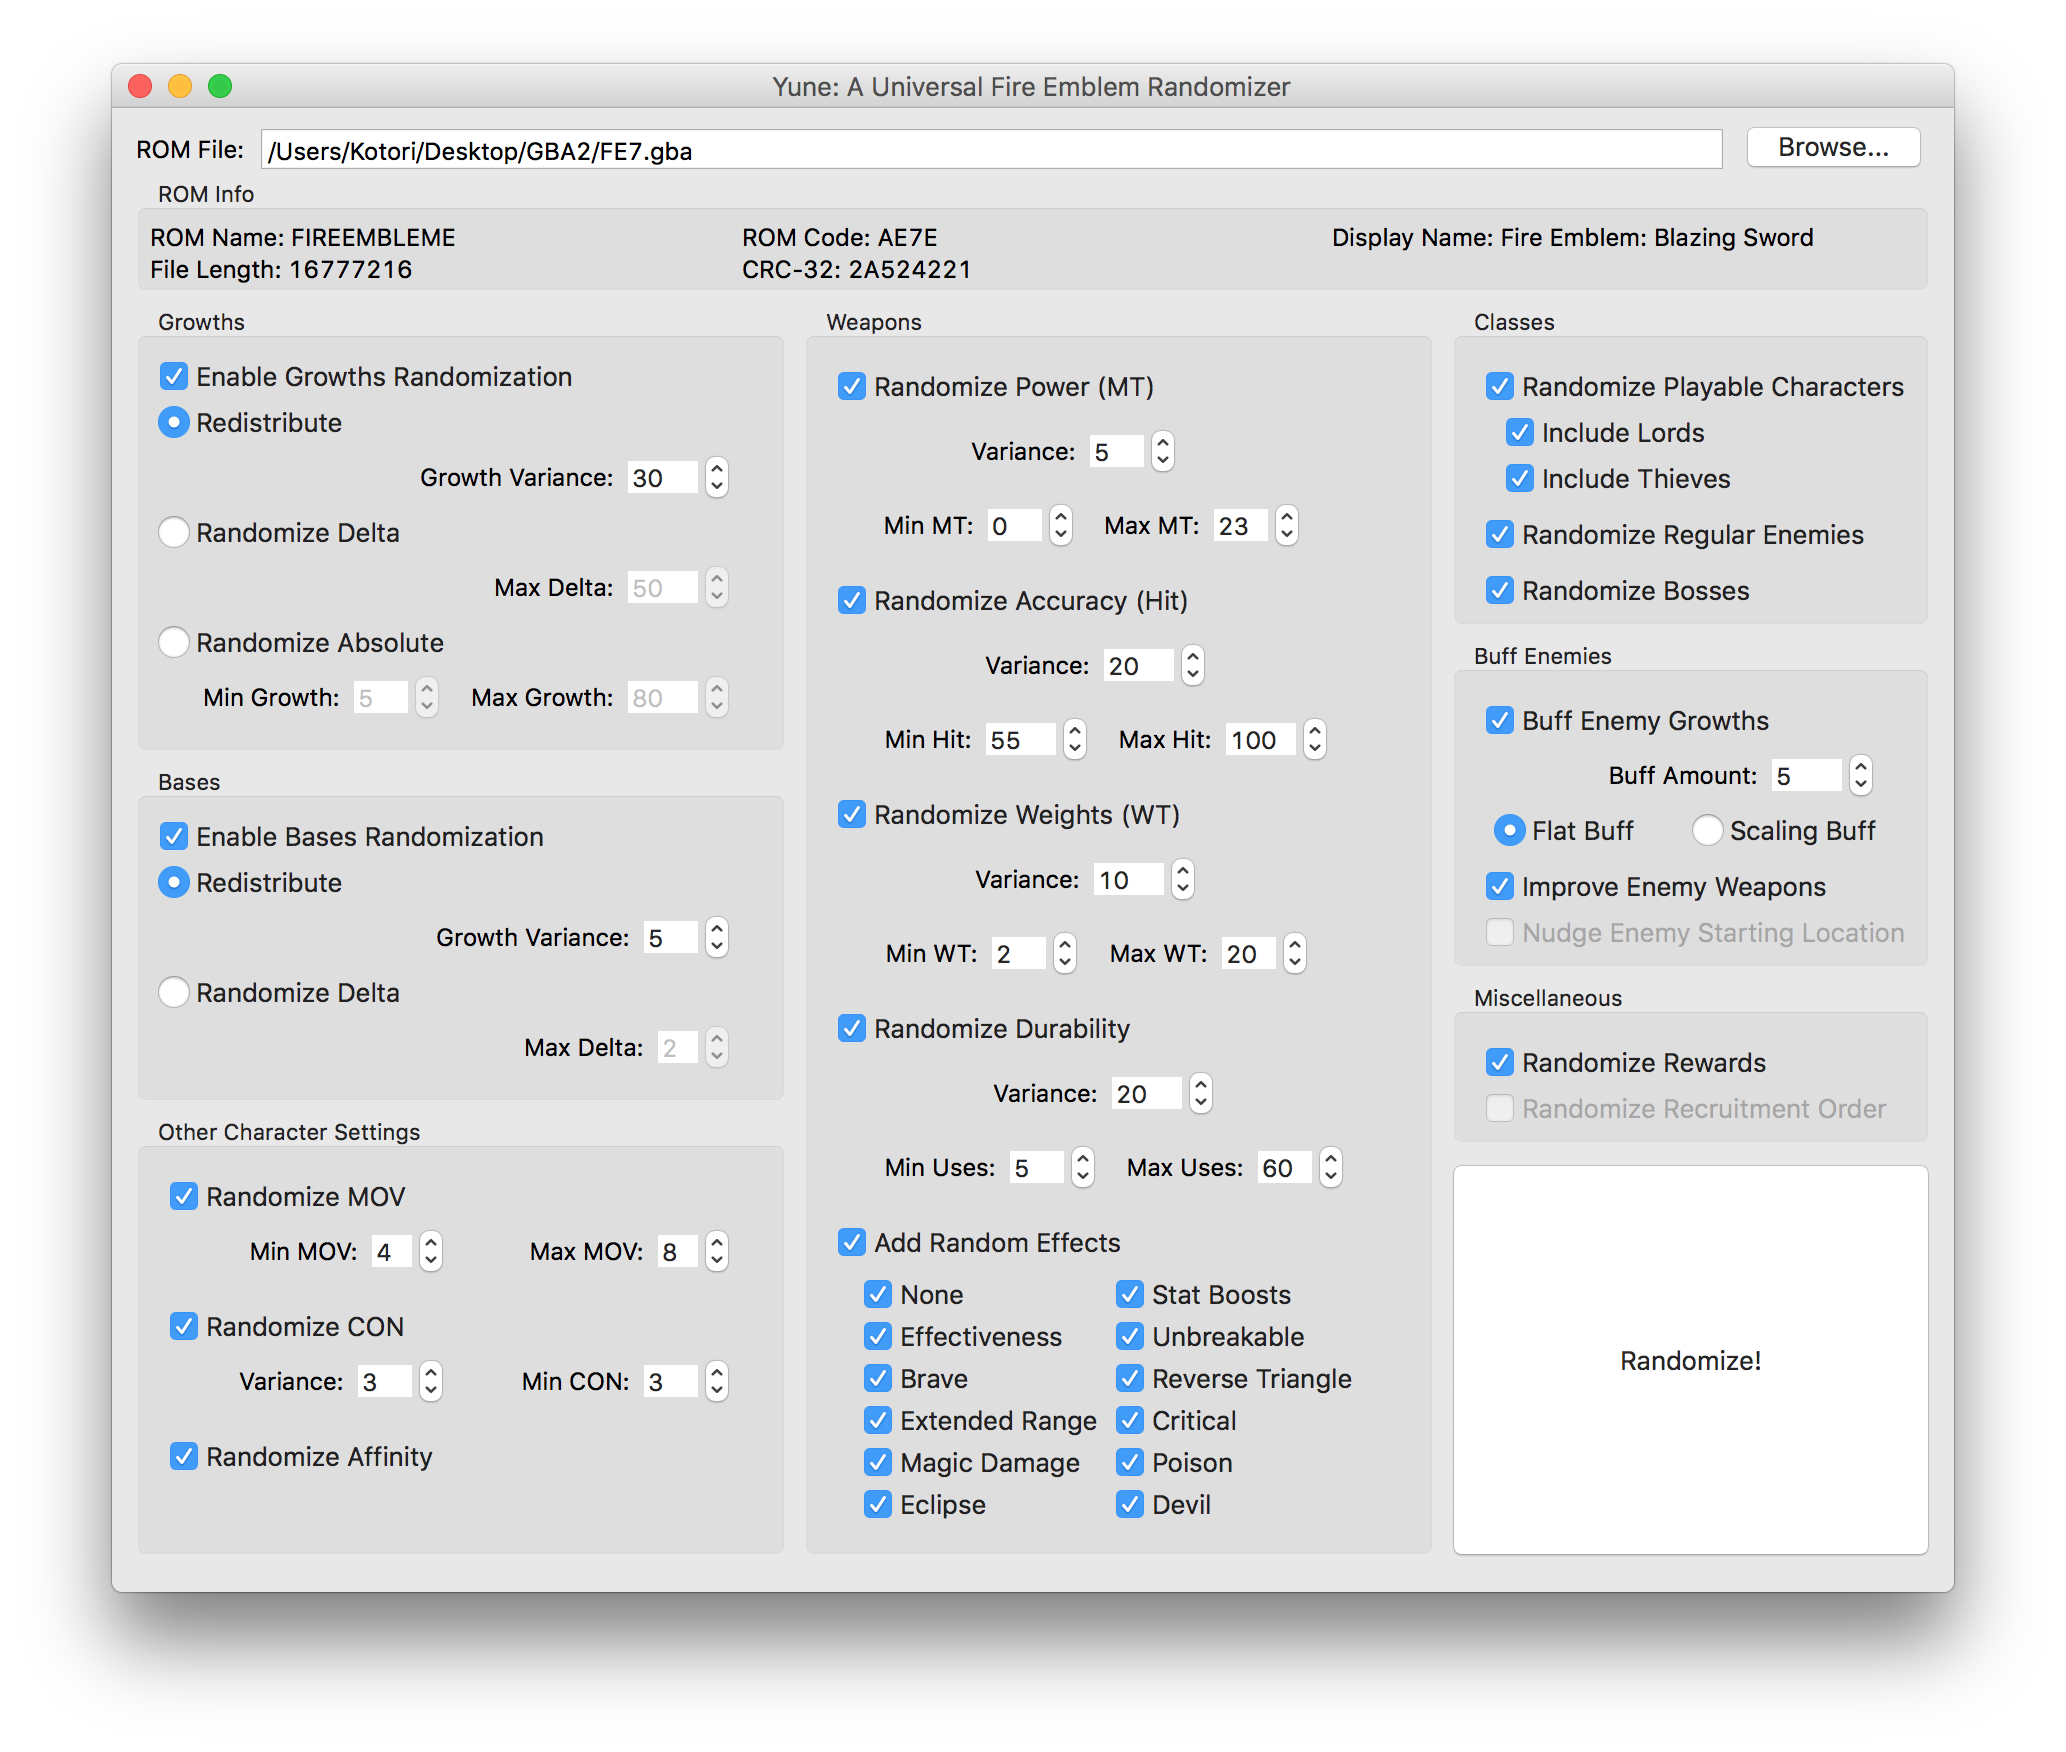 Yune: A Universal Fire Emblem Randomizer
ROM File: /Users/Kotori/Desktop/GBA2/FE7.gba Browse...
ROM Info
ROM Name: FIREEMBLEME ROM Code: AE7E Display Name: Fire Emblem: Blazing Sword
File Length: 16777216 CRC-32: 2A524221
Growths
Enable Growths Randomization
Redistribute
Growth Variance: 30
Randomize Delta
Max Delta: 50
Randomize Absolute
Min Growth: 5 Max Growth: 80
Bases
Enable Bases Randomization
Redistribute
Growth Variance: 5
Randomize Delta
Max Delta: 2
Other Character Settings
Randomize MOV
Min MOV: 4 Max MOV: 8
Randomize CON
Variance: 3 Min CON: 3
Randomize Affinity
Weapons
Randomize Power (MT)
Variance: 5
Min MT: 0 Max MT: 23
Randomize Accuracy (Hit)
Variance: 20
Min Hit: 55 Max Hit: 100
Randomize Weights (WT)
Variance: 10
Min WT: 2 Max WT: 20
Randomize Durability
Variance: 20
Min Uses: 5 Max Uses: 60
Add Random Effects
None Stat Boosts
Effectiveness Unbreakable
Brave Reverse Triangle
Extended Range Critical
Magic Damage Poison
Eclipse Devil
Classes
Randomize Playable Characters
Include Lords
Include Thieves
Randomize Regular Enemies
Randomize Bosses
Buff Enemies
Buff Enemy Growths
Buff Amount: 5
Flat Buff Scaling Buff
Improve Enemy Weapons
Nudge Enemy Starting Location
Miscellaneous
Randomize Rewards
Randomize Recruitment Order
Randomize!